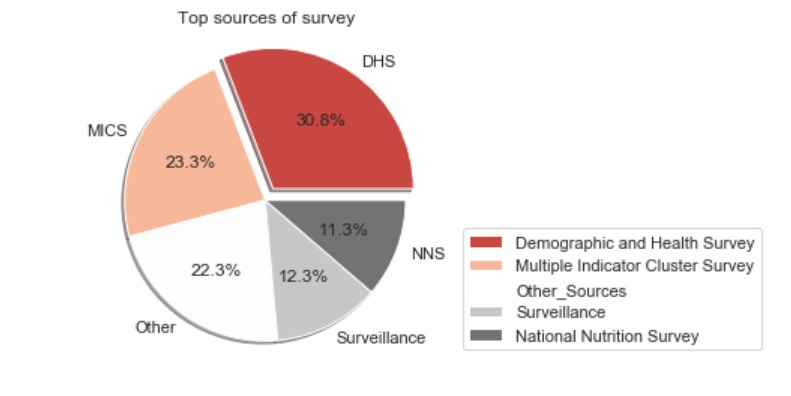 Top sources of survey
DHS
30.8%
MICS
23.3%
11.3%
NNS
22.3%
12.3%
Other
Surveillance
Demographic and Health Survey
Multiple Indicator Cluster Survey
Other_Sources
Surveillance
National Nutrition Survey